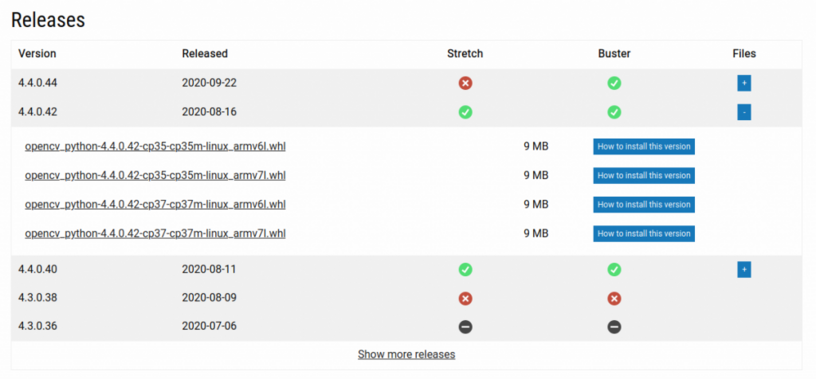 Releases
Version Released Stretch Buster Files
4.4.0.44 2020-09-22 +
4.4.0.42 2020-08-16 -
opencv_python-4.4.0.42-cp35-cp35m-linux_armv6l.whl 9 MB How to install this version
opencv_python-4.4.0.42-cp35-cp35m-linux_armv7l.whl 9 MB How to install this version
opencv_python-4.4.0.42-cp37-cp37m-linux_armv6l.whl 9 MB How to install this version
opencv_python-4.4.0.42-cp37-cp37m-linux_armv7l.whl 9 MB How to install this version
4.4.0.40 2020-08-11 +
4.3.0.38 2020-08-09
4.3.0.36 2020-07-06
Show more releases